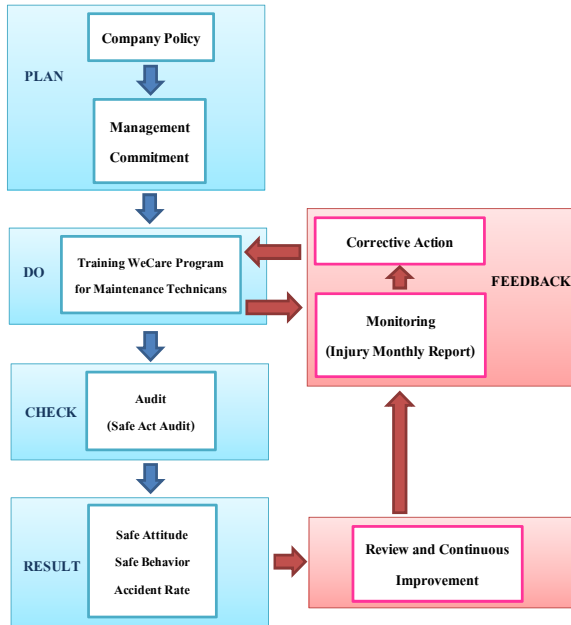 Company Policy
PLAN
Management
Commitment
DO
Training WeCare Program
for Maintenance Technicans
Corrective Action
FEEDBACK
Monitoring
(Injury Monthly Report)
CHECK
Audit
(Safe Act Audit)
RESULT
Safe Attitude
Safe Behavior
Accident Rate
Review and Continuous
Improvement